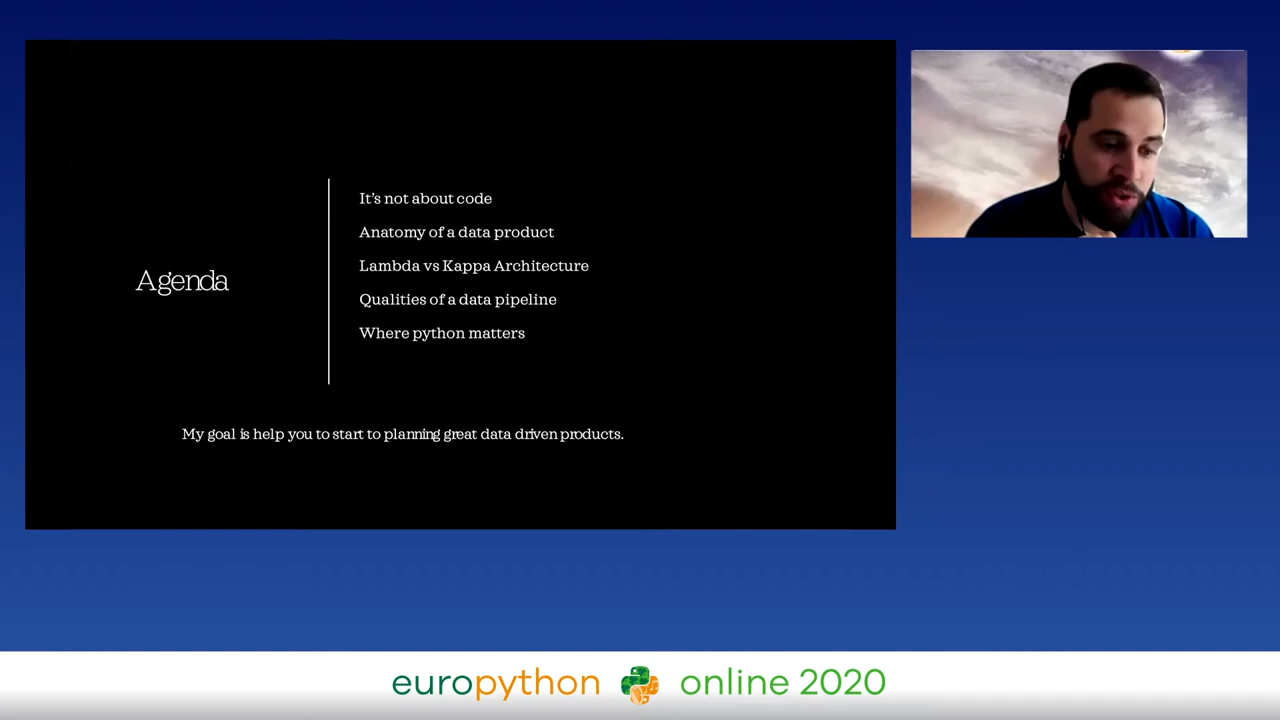 Agenda
It's not about code
Anatomy of a data product
Lambda vs Kappa Architecture
Qualities of a data pipeline
Where python matters
My goal is help you to start to planning great data driven products.
europython online 2020